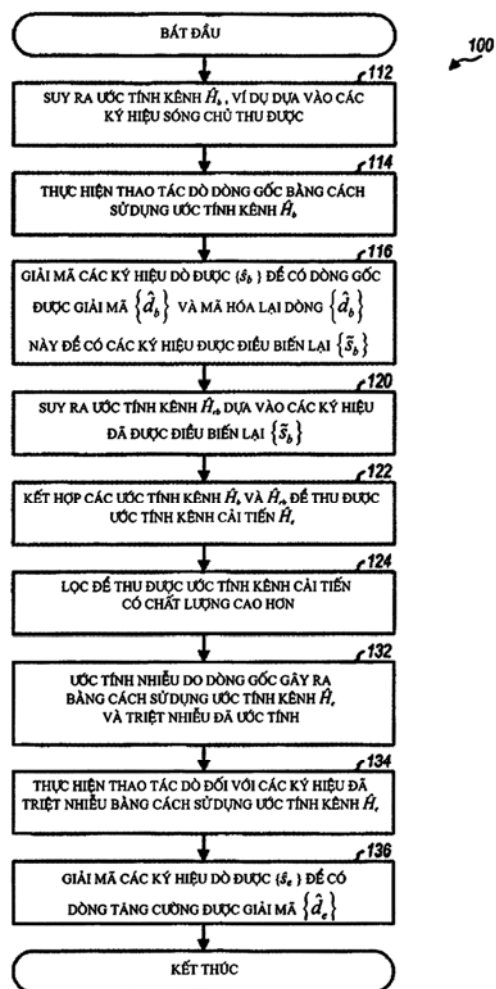 BẮT ĐẦU
100
112
SUY RA ƯỚC TÍNH KÊNH Ĥb, VÍ DỤ DỰA VÀO CÁC
KÝ HIỆU SÓNG CHỦ THU ĐƯỢC
114
THỰC HIỆN THAO TÁC DÒ DÒNG GỐC BẰNG CÁCH
SỬ DỤNG ƯỚC TÍNH KÊNH Ĥb
116
GIẢI MÃ CÁC KÝ HIỆU DÒ ĐƯỢC {ŝb} ĐỂ CÓ DÒNG GỐC
ĐƯỢC GIẢI MÃ {d̂b} VÀ MÃ HÓA LẠI DÒNG {d̂b}
NÀY ĐỂ CÓ CÁC KÝ HIỆU ĐƯỢC ĐIỀU BIẾN LẠI {s̃b}
120
SUY RA ƯỚC TÍNH KÊNH Ĥrb DỰA VÀO CÁC KÝ HIỆU
ĐÃ ĐƯỢC ĐIỀU BIẾN LẠI {s̃b}
122
KẾT HỢP CÁC ƯỚC TÍNH KÊNH Ĥb VÀ Ĥrb ĐỂ THU ĐƯỢC
ƯỚC TÍNH KÊNH CẢI TIẾN Ĥe
124
LỌC ĐỂ THU ĐƯỢC ƯỚC TÍNH KÊNH CẢI TIẾN
CÓ CHẤT LƯỢNG CAO HƠN
132
ƯỚC TÍNH NHIỄU DO DÒNG GỐC GÂY RA
BẰNG CÁCH SỬ DỤNG ƯỚC TÍNH KÊNH Ĥe
VÀ TRIỆT NHIỄU ĐÃ ƯỚC TÍNH
134
THỰC HIỆN THAO TÁC DÒ ĐỐI VỚI CÁC KÝ HIỆU ĐÃ
TRIỆT NHIỄU BẰNG CÁCH SỬ DỤNG ƯỚC TÍNH KÊNH Ĥe
136
GIẢI MÃ CÁC KÝ HIỆU DÒ ĐƯỢC {ŝe} ĐỂ CÓ
DÒNG TĂNG CƯỜNG ĐƯỢC GIẢI MÃ {d̂e}
KẾT THÚC